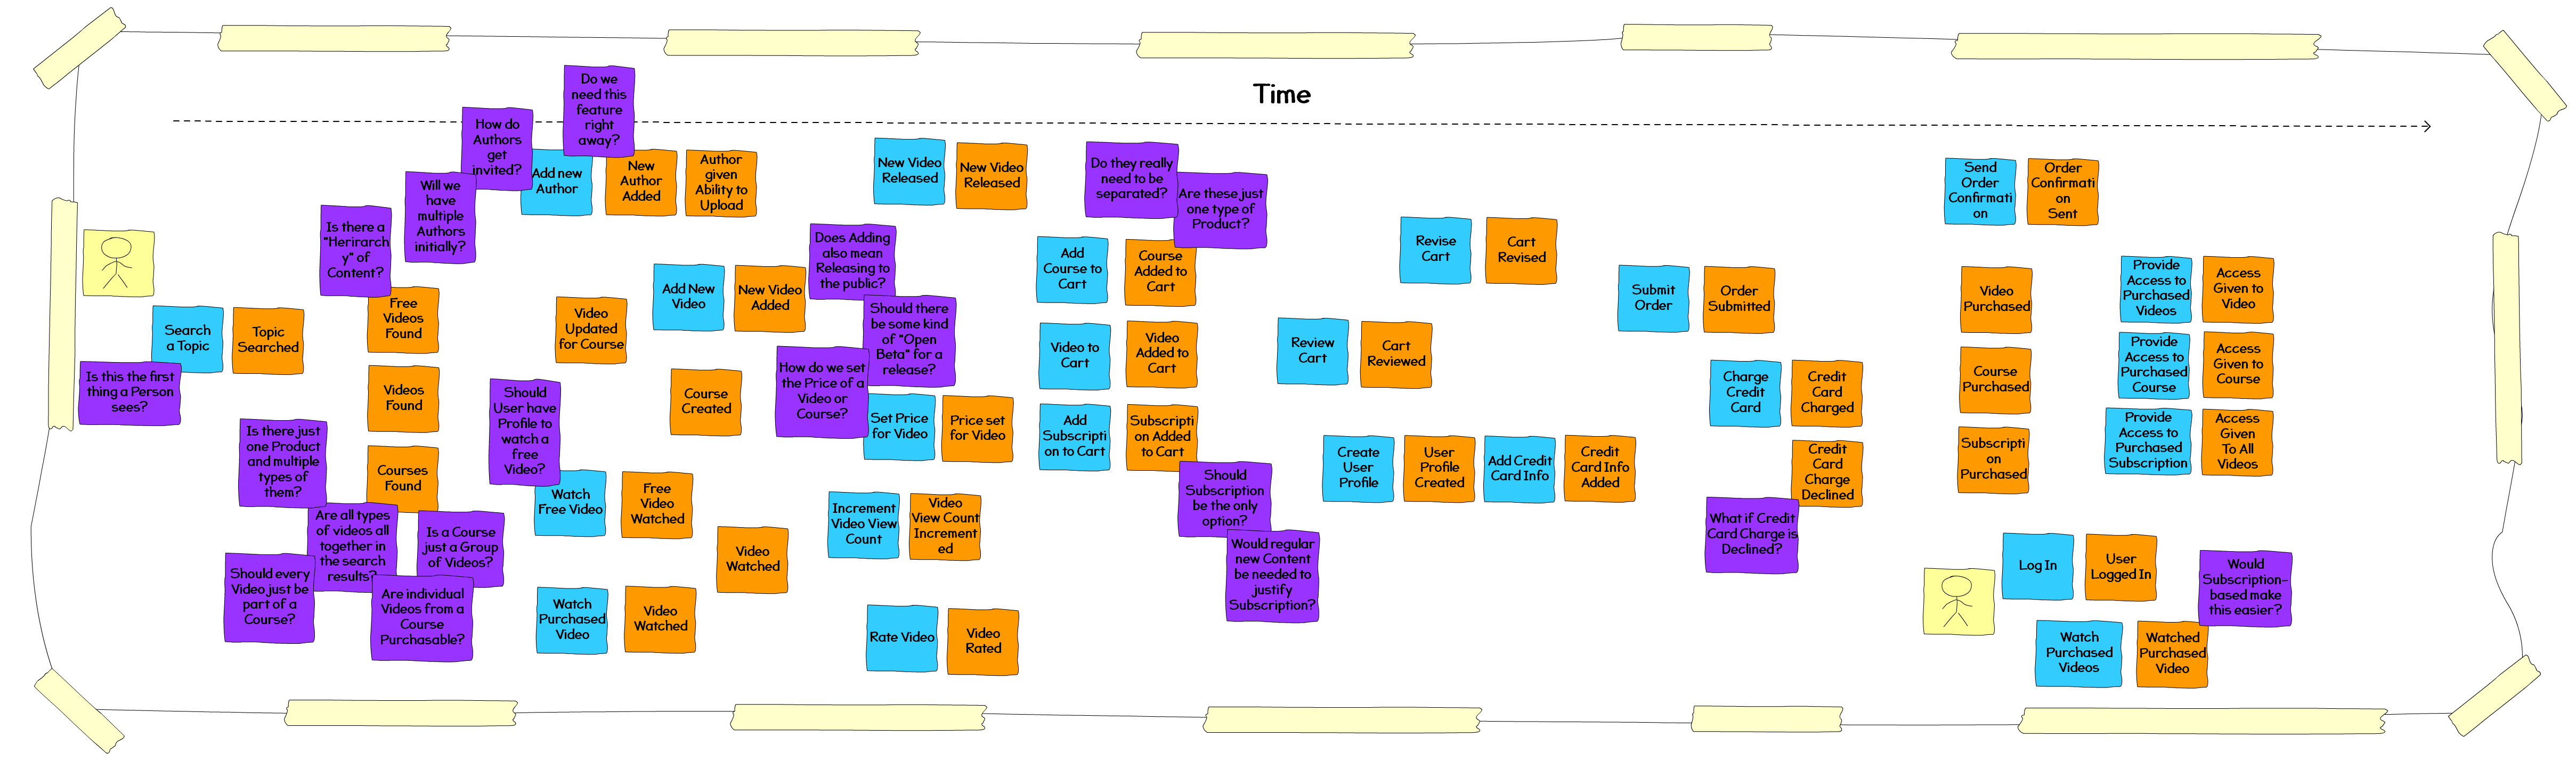 Time
Do we
need this
feature
right
away?
How do
Authors
get
invited?
Add new
Author
New
Author
Added
Author
given
Ability to
Upload
Will we
have
multiple
Authors
initially?
Is there a
"Herirarch
y" of
Content?
Search
a Topic
Topic
Searched
Is this the first
thing a Person
sees?
Free
Videos
Found
Videos
Found
Courses
Found
Is there just
one Product
and multiple
types of
them?
Are all types
of videos all
together in
the search
results?
Is a Course
just a Group
of Videos?
Should every
Video just be
part of a
Course?
Are individual
Videos from a
Course
Purchasable?
Video
Updated
for Course
Add New
Video
New Video
Added
Course
Created
Should
User have
Profile to
watch a
free
Video?
Watch
Free Video
Free
Video
Watched
Video
Watched
Watch
Purchased
Video
Video
Watched
New Video
Released
New Video
Released
Does Adding
also mean
Releasing to
the public?
Should there
be some kind
of "Open
Beta" for a
release?
How do we set
the Price of a
Video or
Course?
Set Price
for Video
Price set
for Video
Increment
Video View
Count
Video
View Count
Increment
ed
Rate Video
Video
Rated
Do they really
need to be
separated?
Are these just
one type of
Product?
Add
Course to
Cart
Course
Added to
Cart
Video to
Cart
Video
Added to
Cart
Add
Subscripti
on to Cart
Subscripti
on Added
to Cart
Should
Subscription
be the only
option?
Would regular
new Content
be needed to
justify
Subscription?
Revise
Cart
Cart
Revised
Review
Cart
Cart
Reviewed
Create
User
Profile
User
Profile
Created
Add Credit
Card Info
Credit
Card Info
Added
Submit
Order
Order
Submitted
Charge
Credit
Card
Credit
Card
Charged
Credit
Card
Charge
Declined
What if Credit
Card Charge is
Declined?
Send
Order
Confirmati
on
Order
Confirmati
on
Sent
Video
Purchased
Course
Purchased
Subscripti
on
Purchased
Provide
Access to
Purchased
Videos
Access
Given to
Video
Provide
Access to
Purchased
Course
Access
Given to
Course
Provide
Access to
Purchased
Subscription
Access
Given
To All
Videos
Log In
User
Logged In
Would
Subscription-
based make
this easier?
Watch
Purchased
Videos
Watched
Purchased
Video